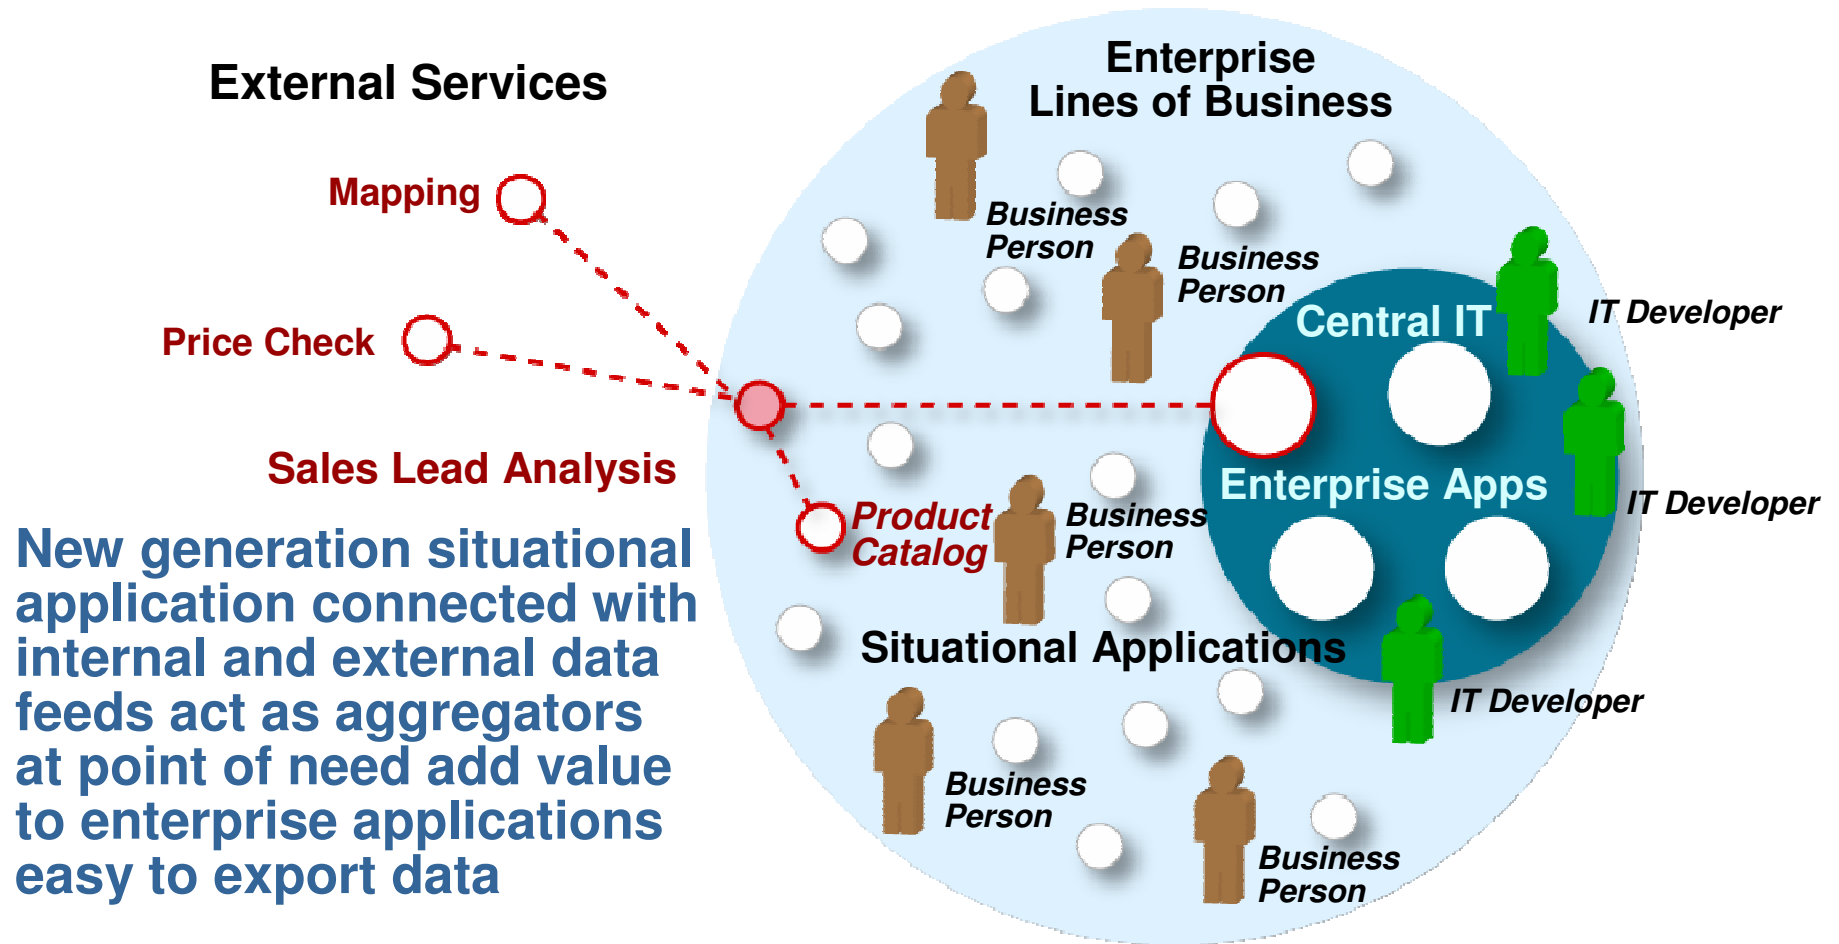 External Services
Mapping
Price Check
Sales Lead Analysis
New generation situational
application connected with
internal and external data
feeds act as aggregators
at point of need add value
to enterprise applications
easy to export data
Enterprise
Lines of Business
Business
Person
Business
Person
Central IT
IT Developer
Enterprise Apps
IT Developer
Product
Catalog
Business
Person
Situational Applications
IT Developer
Business
Person
Business
Person